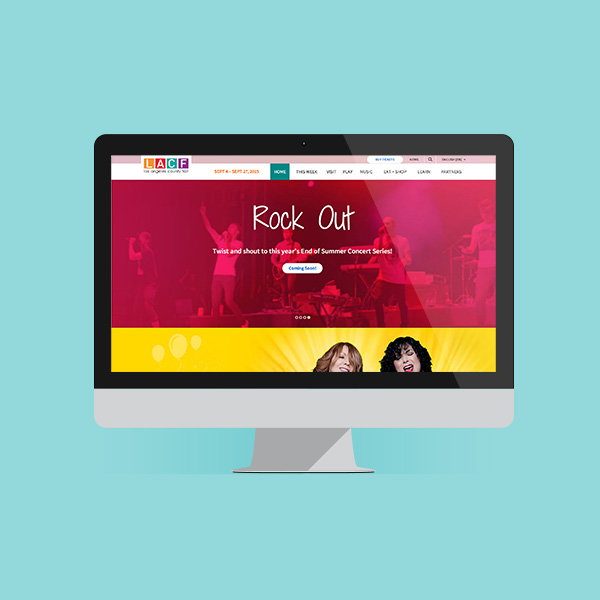 BUY TICKETS NEWS ENGLISH (EN)
LACF
los angeles county fair
SEPT 4 - SEPT 27, 2015 HOME THIS WEEK VISIT PLAY MUSIC EAT + SHOP LEARN PARTNERS
Rock Out
Twist and shout to this year's End of Summer Concert Series!
Coming Soon!